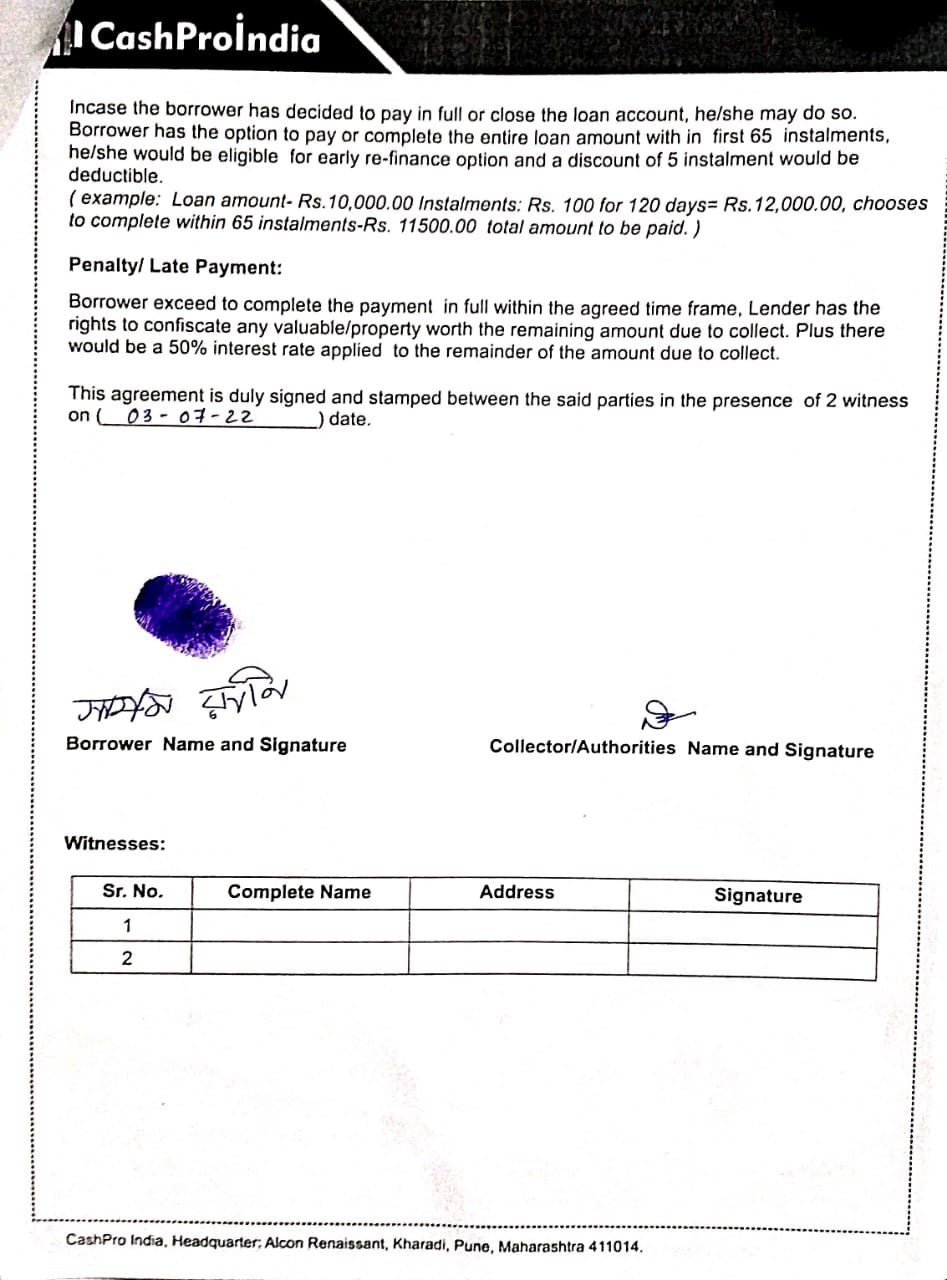 CashProIndia
Incase the borrower has decided to pay in full or close the loan account, he/she may do so.
Borrower has the option to pay or complete the entire loan amount with in first 65 instalments,
he/she would be eligible for early re-finance option and a discount of 5 instalment would be
deductible.
( example: Loan amount- Rs.10,000.00 Instalments: Rs. 100 for 120 days= Rs.12,000.00, chooses
to complete within 65 instalments-Rs. 11500.00 total amount to be paid. )
Penalty/ Late Payment:
Borrower exceed to complete the payment in full within the agreed time frame, Lender has the
rights to confiscate any valuable/property worth the remaining amount due to collect. Plus there
would be a 50% interest rate applied to the remainder of the amount due to collect.
This agreement is duly signed and stamped between the said parties in the presence of 2 witness
on ( 03-07-22 ) date.
Borrower Name and Signature
Collector/Authorities Name and Signature
Witnesses:
Sr. No. Complete Name Address Signature
1
2
CashPro India, Headquarter: Alcon Renaissant, Kharadi, Pune, Maharashtra 411014.